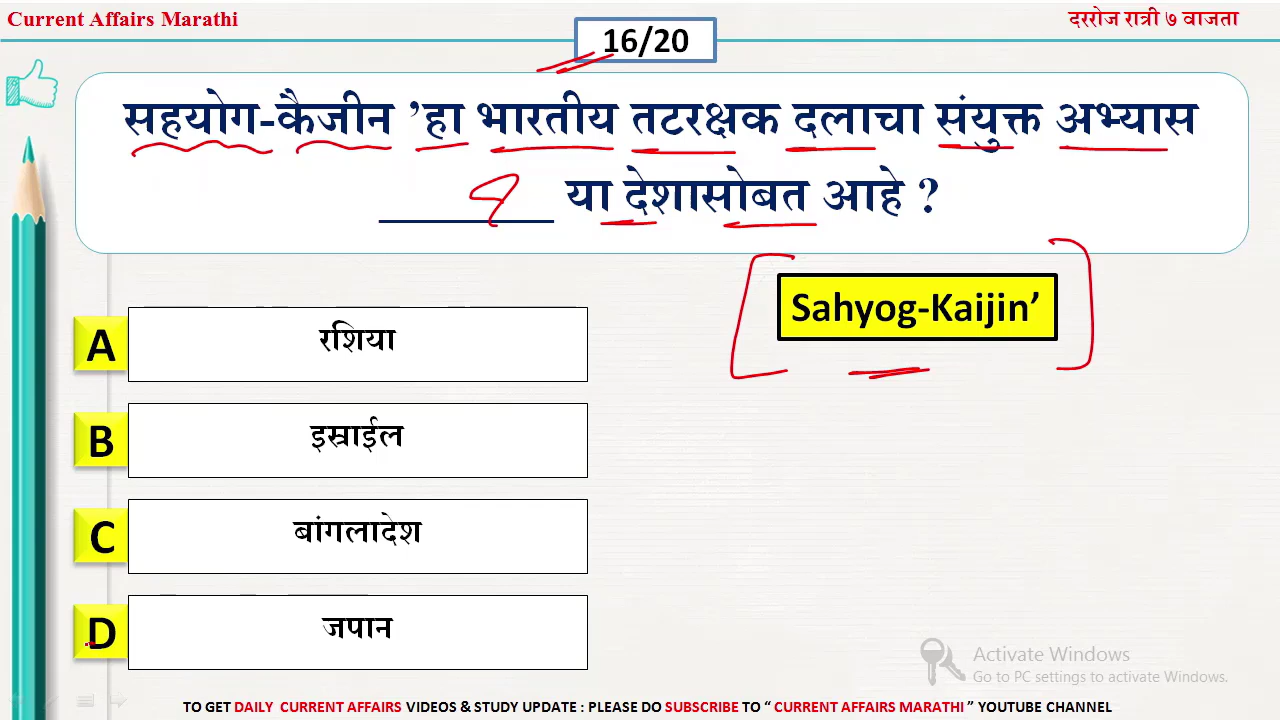 Current Affairs Marathi
दररोज रात्री ७ वाजता
16/20
सहयोग-कैजीन ’हा भारतीय तटरक्षक दलाचा संयुक्त अभ्यास
________ या देशासोबत आहे ?
Sahyog-Kaijin’
A रशिया
B इस्राईल
C बांगलादेश
D जपान
Activate Windows
Go to PC settings to activate Windows.
TO GET DAILY CURRENT AFFAIRS VIDEOS & STUDY UPDATE : PLEASE DO SUBSCRIBE TO “ CURRENT AFFAIRS MARATHI ” YOUTUBE CHANNEL